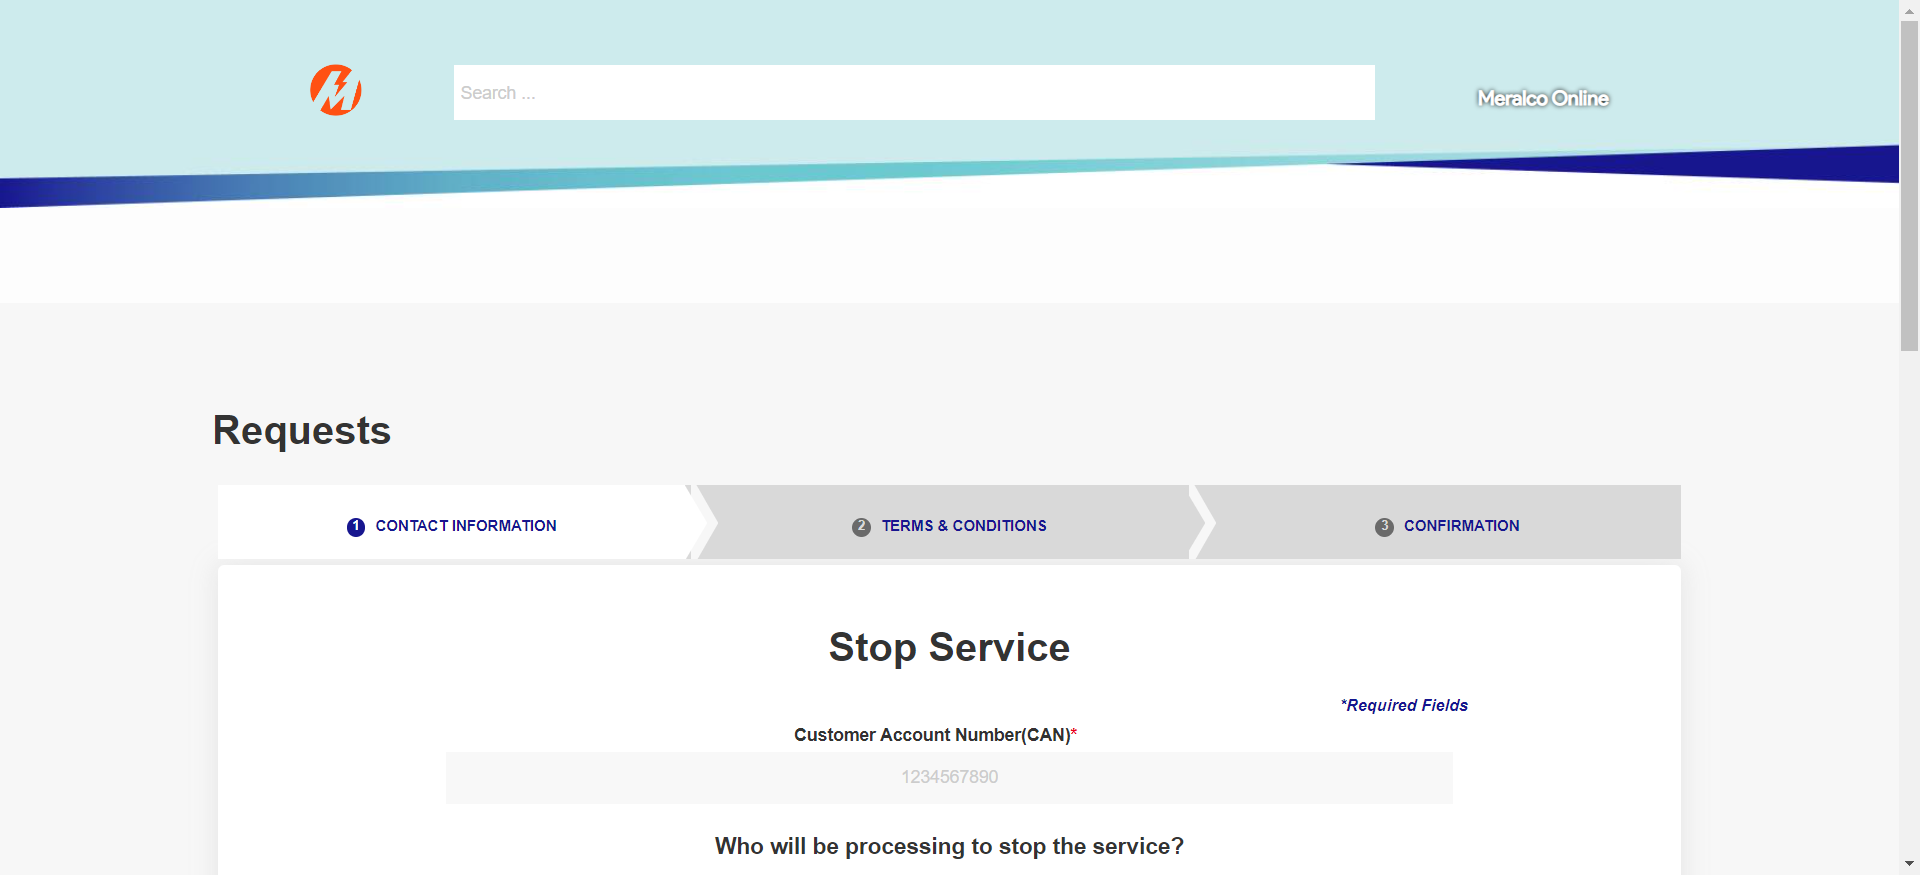 Search ...
Meralco Online
Requests
1 CONTACT INFORMATION
2 TERMS & CONDITIONS
3 CONFIRMATION
Stop Service
*Required Fields
Customer Account Number(CAN)*
1234567890
Who will be processing to stop the service?